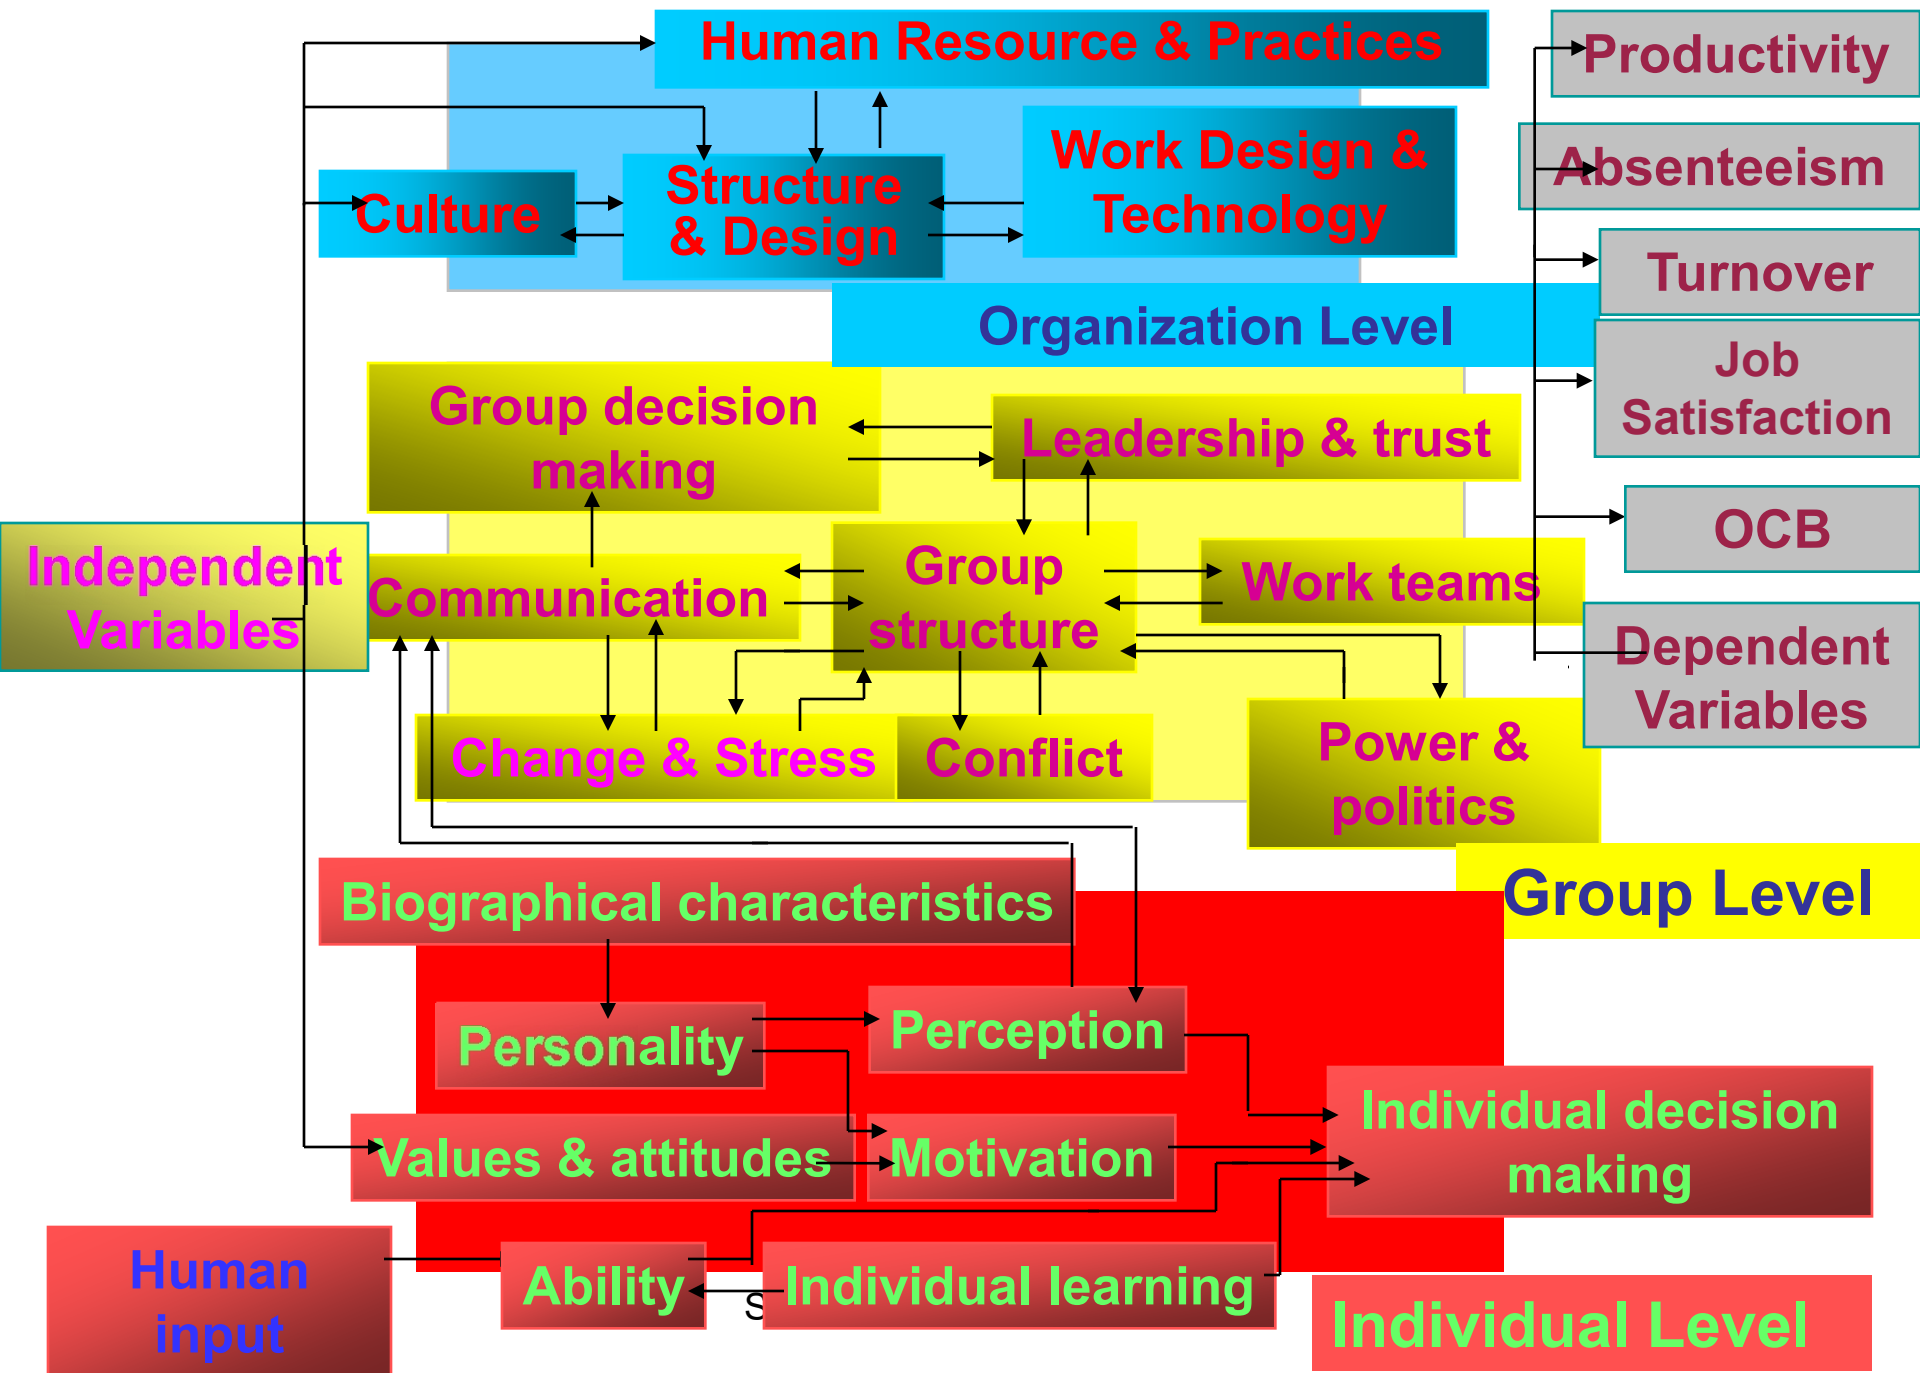 Human Resource & Practices
Productivity
Work Design &
Technology
Absenteeism
Structure
& Design
Culture
Turnover
Organization Level
Job
Satisfaction
Group decision
making
Leadership & trust
OCB
Independent
Variables
Communication
Group
structure
Work teams
Dependent
Variables
Change & Stress
Conflict
Power &
politics
Biographical characteristics
Group Level
Personality
Perception
Individual decision
making
Values & attitudes
Motivation
Human
input
Ability
Individual learning
Individual Level